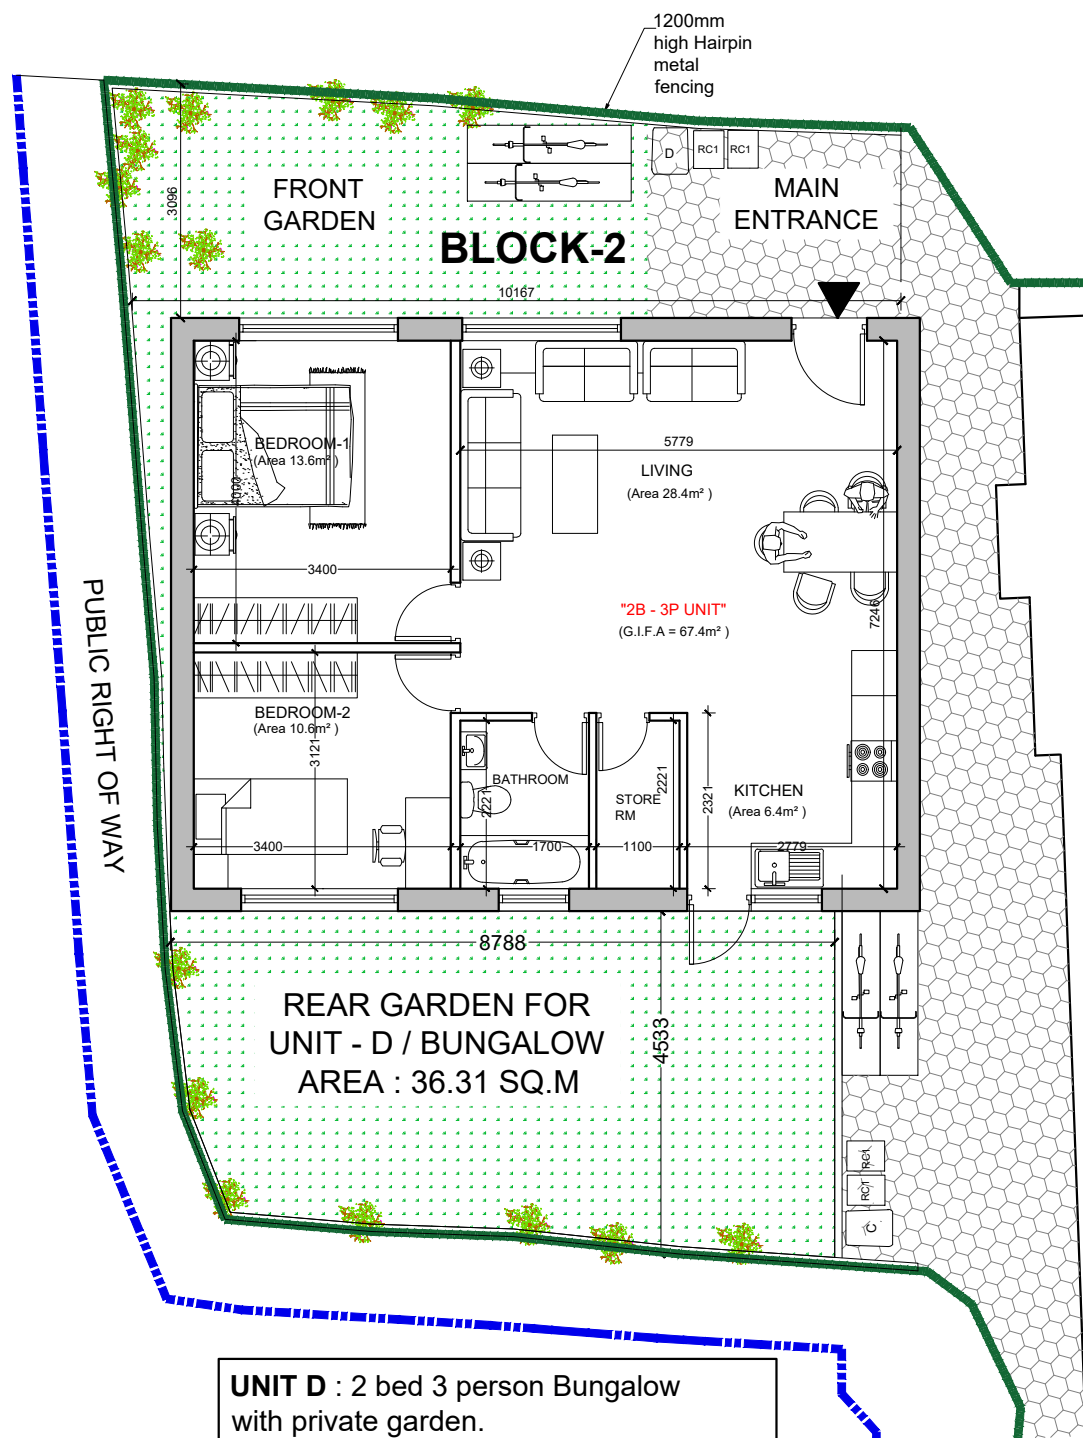 1200mm
high Hairpin
metal
fencing
D
RC1
RC1
FRONT
GARDEN
MAIN
ENTRANCE
3096
BLOCK-2
10167
BEDROOM-1
(Area 13.6m² )
4000
5779
LIVING
(Area 28.4m² )
3400
"2B - 3P UNIT"
(G.I.F.A = 67.4m² )
7246
PUBLIC RIGHT OF WAY
BEDROOM-2
(Area 10.6m² )
3121
BATHROOM
2221
STORE
RM
2221
2321
KITCHEN
(Area 6.4m² )
3400
1700
1100
2779
8788
REAR GARDEN FOR
UNIT - D / BUNGALOW
AREA : 36.31 SQ.M
4533
RC1
RC1
C
UNIT D : 2 bed 3 person Bungalow
with private garden.